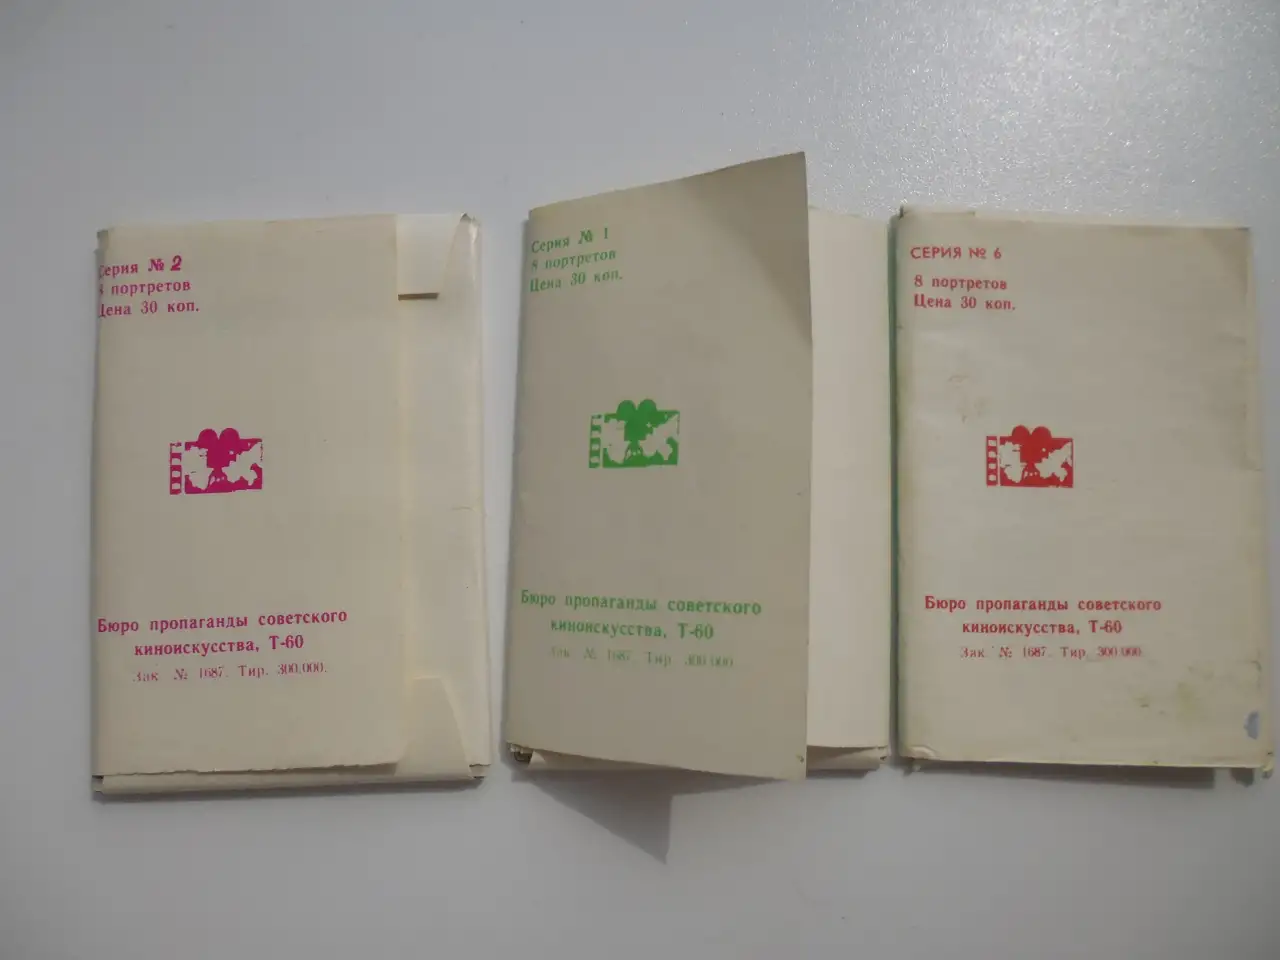 Серия № 2
8 портретов
Цена 30 коп.
Бюро пропаганды советского
киноискусства, Т-60
Зак. № 1687. Тир. 300.000.
Серия № 1
8 портретов
Цена 30 коп.
Бюро пропаганды советского
киноискусства, Т-60
Зак. № 1687. Тир. 300.000
СЕРИЯ № 6
8 портретов
Цена 30 коп.
Бюро пропаганды советского
киноискусства, Т-60
Зак. № 1687. Тир. 300.000